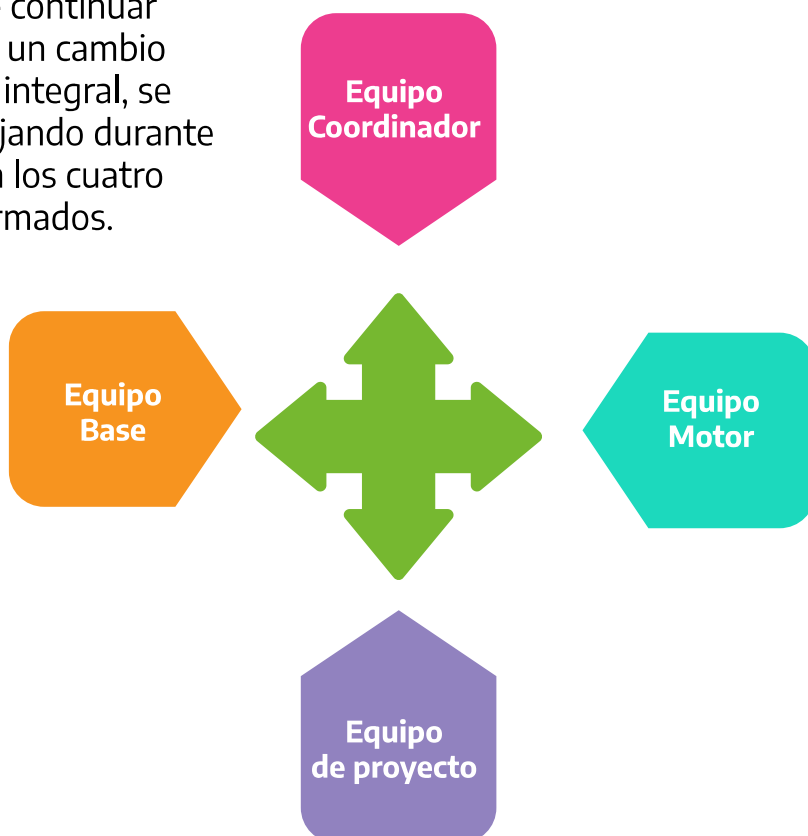 continuar
un cambio
integral, se
jando durante
los cuatro
rmados.
Equipo
Coordinador
Equipo
Base
Equipo
Motor
Equipo
de proyecto